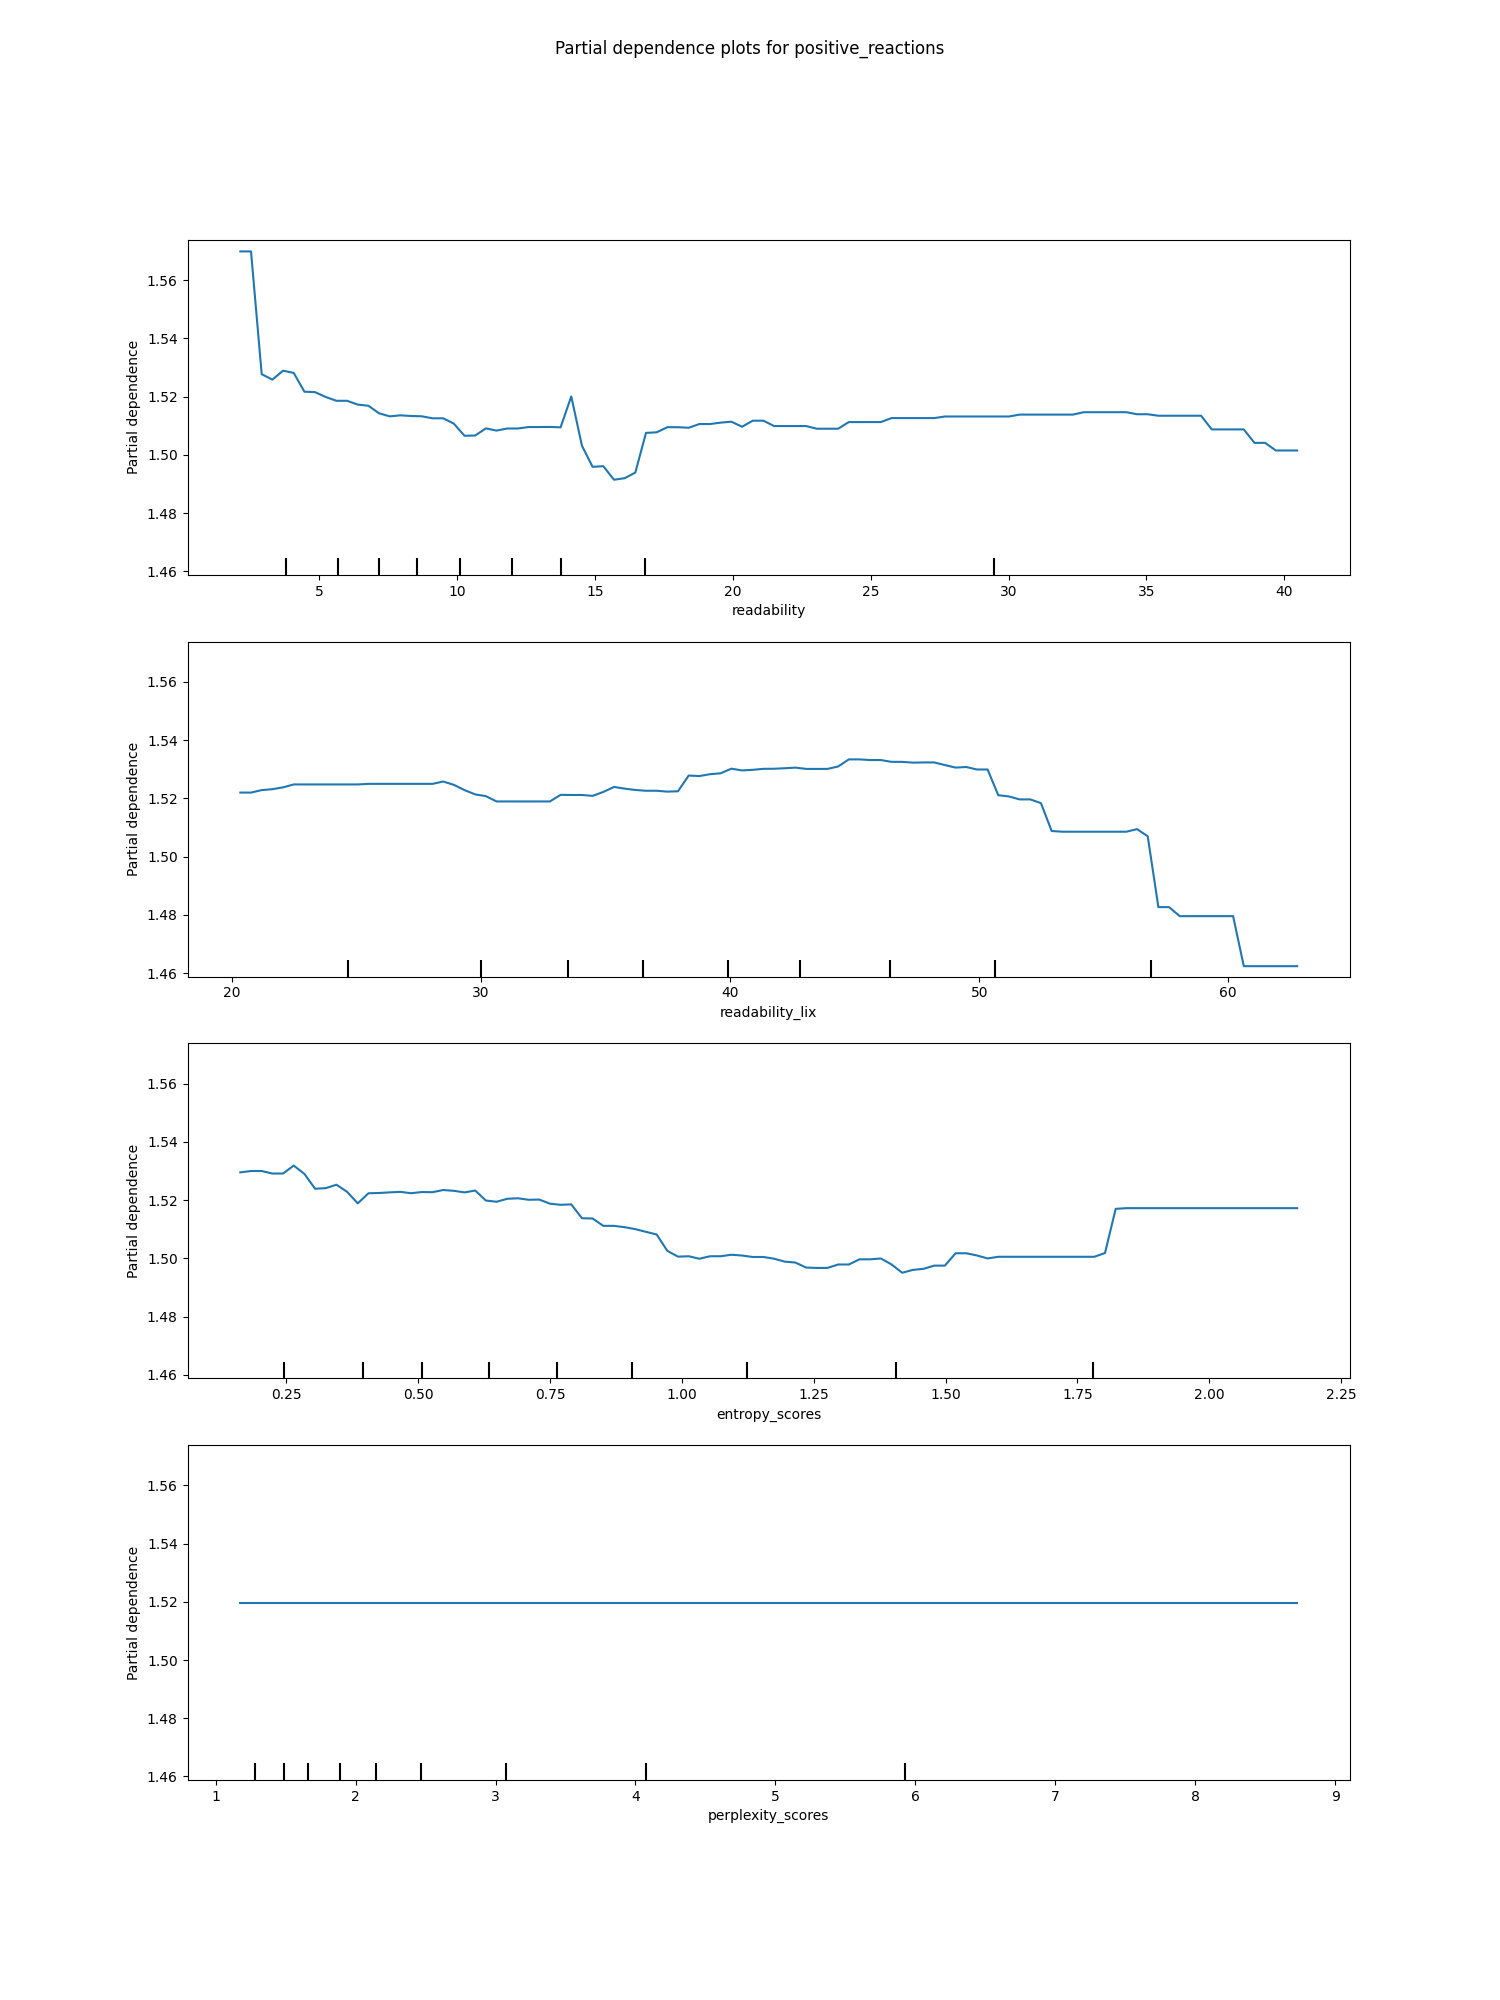 Partial dependence plots for positive_reactions
1.56
1.54
1.52
1.50
1.48
1.46
Partial dependence
5 10 15 20 25 30 35 40
readability
1.56
1.54
1.52
1.50
1.48
1.46
Partial dependence
20 30 40 50 60
readability_lix
1.56
1.54
1.52
1.50
1.48
1.46
Partial dependence
0.25 0.50 0.75 1.00 1.25 1.50 1.75 2.00 2.25
entropy_scores
1.56
1.54
1.52
1.50
1.48
1.46
Partial dependence
1 2 3 4 5 6 7 8 9
perplexity_scores